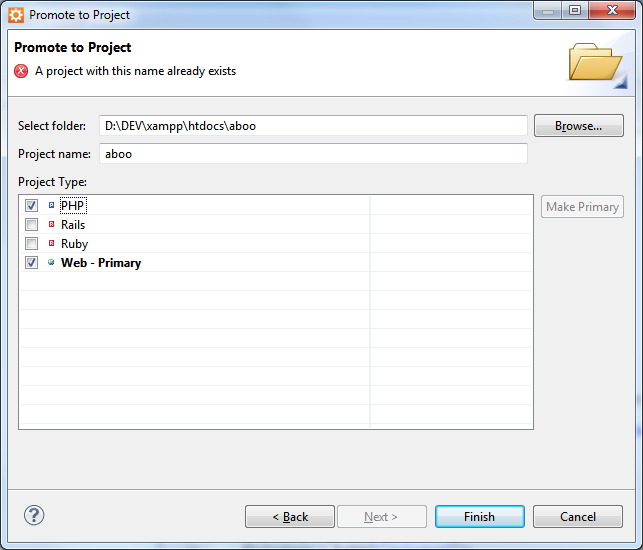 Promote to Project
Promote to Project
A project with this name already exists
Select folder: D:\DEV\xampp\htdocs\aboo Browse...
Project name: aboo
Project Type:
PHP Make Primary
Rails
Ruby
Web - Primary
? < Back Next > Finish Cancel